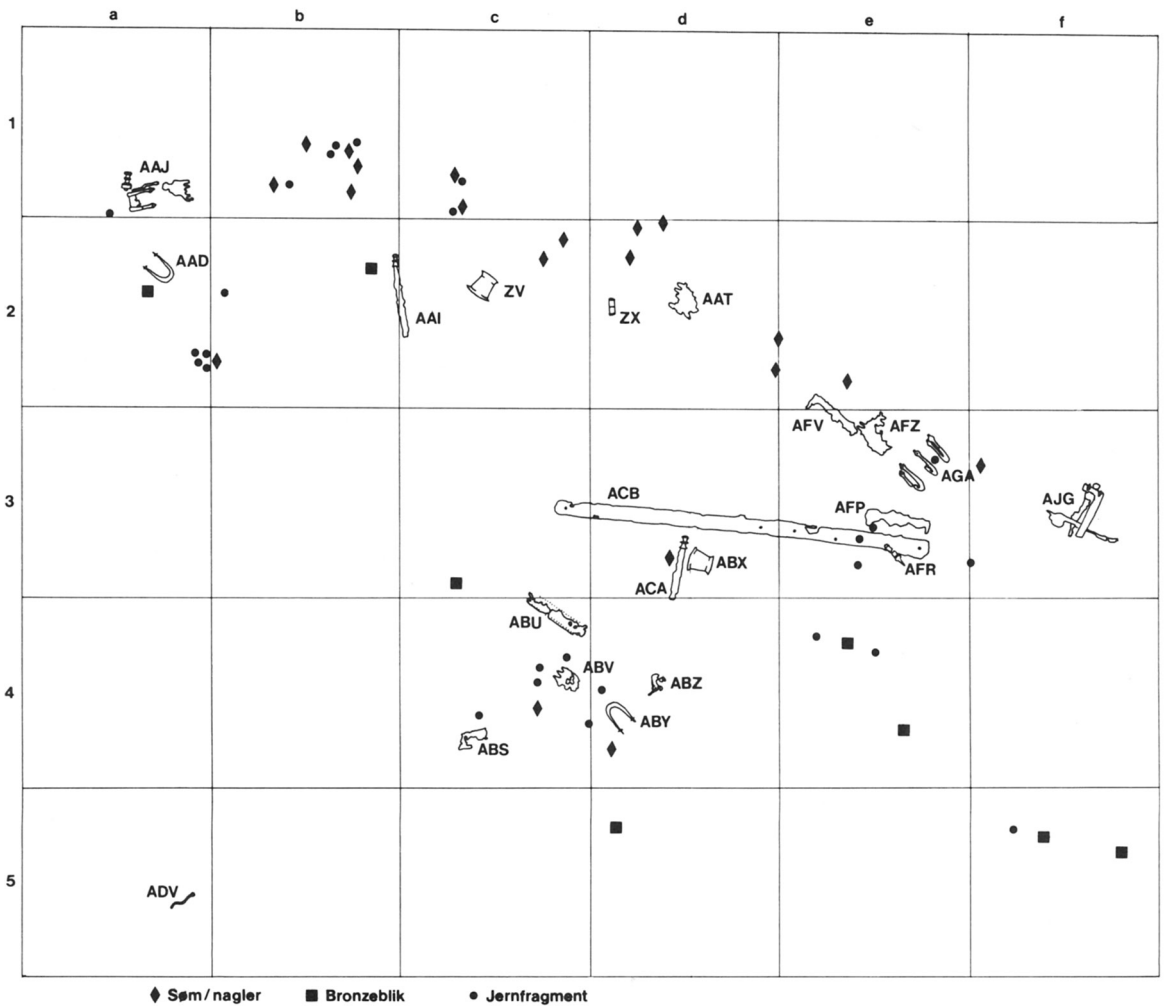 a b c d e f
1
AAJ
AAD
ZV
AAT
2
AAI
ZX
AFV AFZ
AGA
ACB
3
AFP
AJG
ABX
AFR
ACA
ABU
ABV
ABZ
4
ABY
ABS
5
ADV
Søm/nagler Bronzeblik Jernfragment